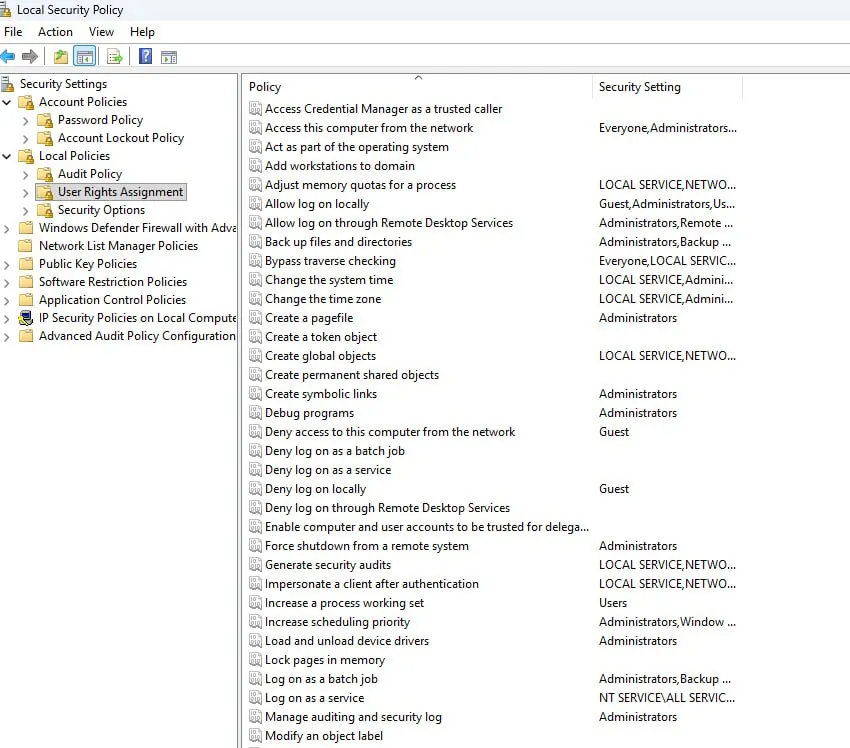 Local Security Policy
File Action View Help
Security Settings
Account Policies
Password Policy
Account Lockout Policy
Local Policies
Audit Policy
User Rights Assignment
Security Options
Windows Defender Firewall with Adva
Network List Manager Policies
Public Key Policies
Software Restriction Policies
Application Control Policies
IP Security Policies on Local Compute
Advanced Audit Policy Configuration
Policy Security Setting
Access Credential Manager as a trusted caller
Access this computer from the network Everyone,Administrators...
Act as part of the operating system
Add workstations to domain
Adjust memory quotas for a process LOCAL SERVICE,NETWO...
Allow log on locally Guest,Administrators,Us...
Allow log on through Remote Desktop Services Administrators,Remote ...
Back up files and directories Administrators,Backup ...
Bypass traverse checking Everyone,LOCAL SERVIC...
Change the system time LOCAL SERVICE,Admini...
Change the time zone LOCAL SERVICE,Admini...
Create a pagefile Administrators
Create a token object
Create global objects LOCAL SERVICE,NETWO...
Create permanent shared objects
Create symbolic links Administrators
Debug programs Administrators
Deny access to this computer from the network Guest
Deny log on as a batch job
Deny log on as a service
Deny log on locally Guest
Deny log on through Remote Desktop Services
Enable computer and user accounts to be trusted for delega...
Force shutdown from a remote system Administrators
Generate security audits LOCAL SERVICE,NETWO...
Impersonate a client after authentication LOCAL SERVICE,NETWO...
Increase a process working set Users
Increase scheduling priority Administrators,Window ...
Load and unload device drivers Administrators
Lock pages in memory
Log on as a batch job Administrators,Backup ...
Log on as a service NT SERVICE\ALL SERVIC...
Manage auditing and security log Administrators
Modify an object label